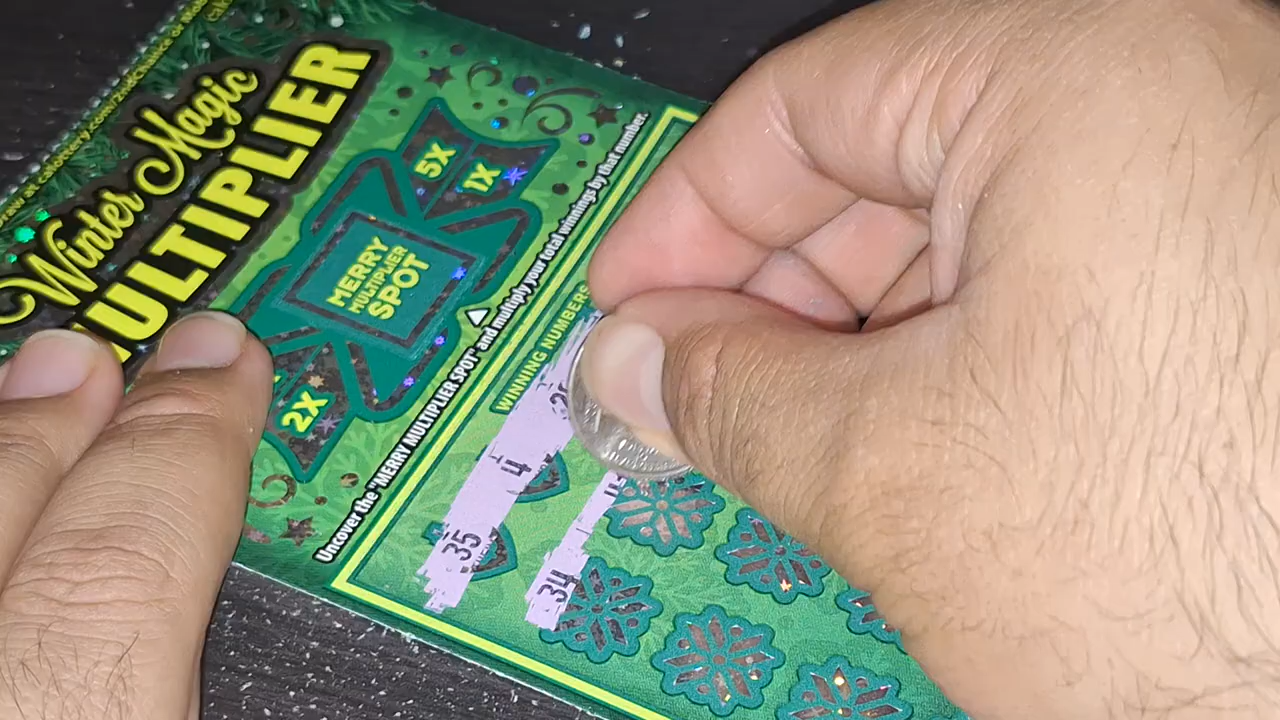 Winter Magic
MULTIPLIER
5X
1X
MERRY
MULTIPLIER
SPOT
2X
Uncover the "MERRY MULTIPLIER SPOT" and multiply your total winnings by that number.
WINNING NUMBERS
4
35
34